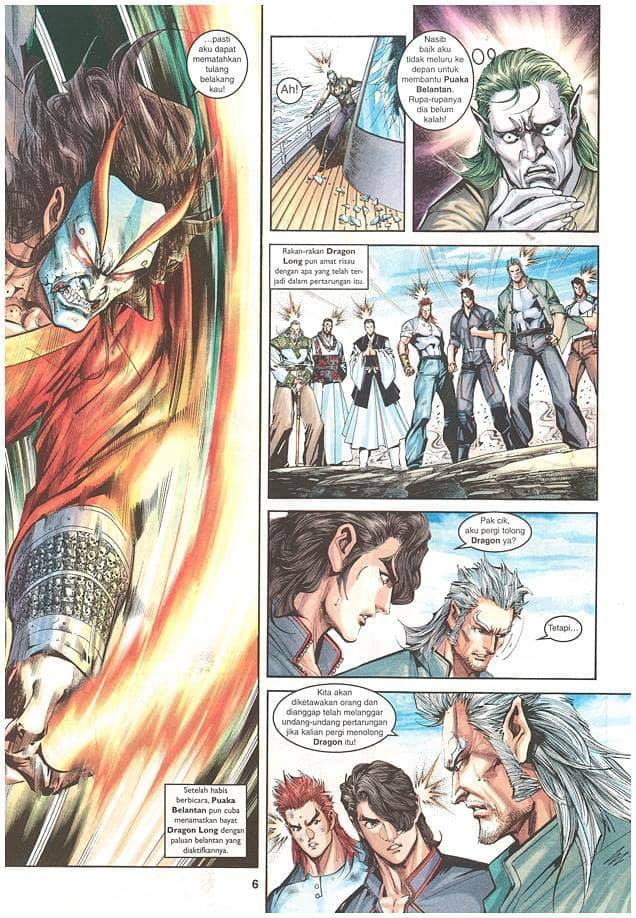 ...pasti
aku dapat
mematahkan
tulang
belakang
kau!
Setelah habis
berbicara, Puaka
Belantan pun cuba
menamatkan hayat
Dragon Long dengan
paluan belantan yang
diaktifkannya.
Ah!
Nasib
baik aku
tidak meluru ke
depan untuk
membantu Puaka
Belantan.
Rupa-rupanya
dia belum
kalah!
Rakan-rakan Dragon
Long pun amat risau
dengan apa yang telah ter-
jadi dalam pertarungan itu.
Pak cik,
aku pergi tolong
Dragon ya?
Tetapi...
Kita akan
diketawakan orang dan
dianggap telah melanggar
undang-undang pertarungan
jika kalian pergi menolong
Dragon itu!
6